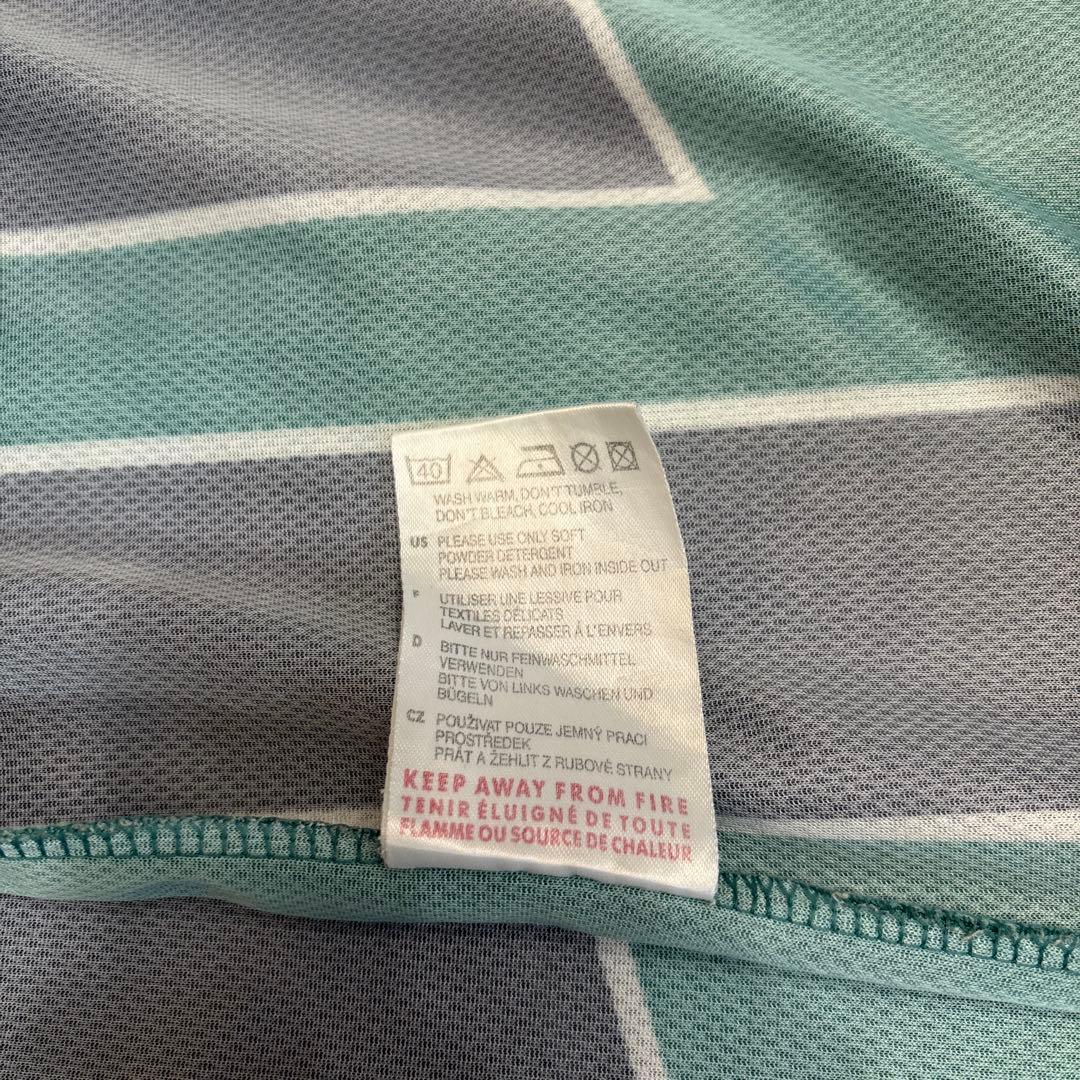 40
WASH WARM, DON'T TUMBLE,
DON'T BLEACH, COOL IRON
US PLEASE USE ONLY SOFT
POWDER DETERGENT
PLEASE WASH AND IRON INSIDE OUT
F UTILISER UNE LESSIVE POUR
TEXTILES DÉLICATS
LAVER ET REPASSER Á L'ENVERS
D BITTE NUR FEINWASCHMITTEL
VERWENDEN
BITTE VON LINKS WASCHEN UND
BÜGELN
CZ POUŽIVAT POUZE JEMNÝ PRACI
PROSTŘEDEK
PRÁT A ŽEHLIT Z RUBOVÉ STRANY
KEEP AWAY FROM FIRE
TENIR ÉLUIGNÉ DE TOUTE
FLAMME OU SOURCE DE CHALEUR